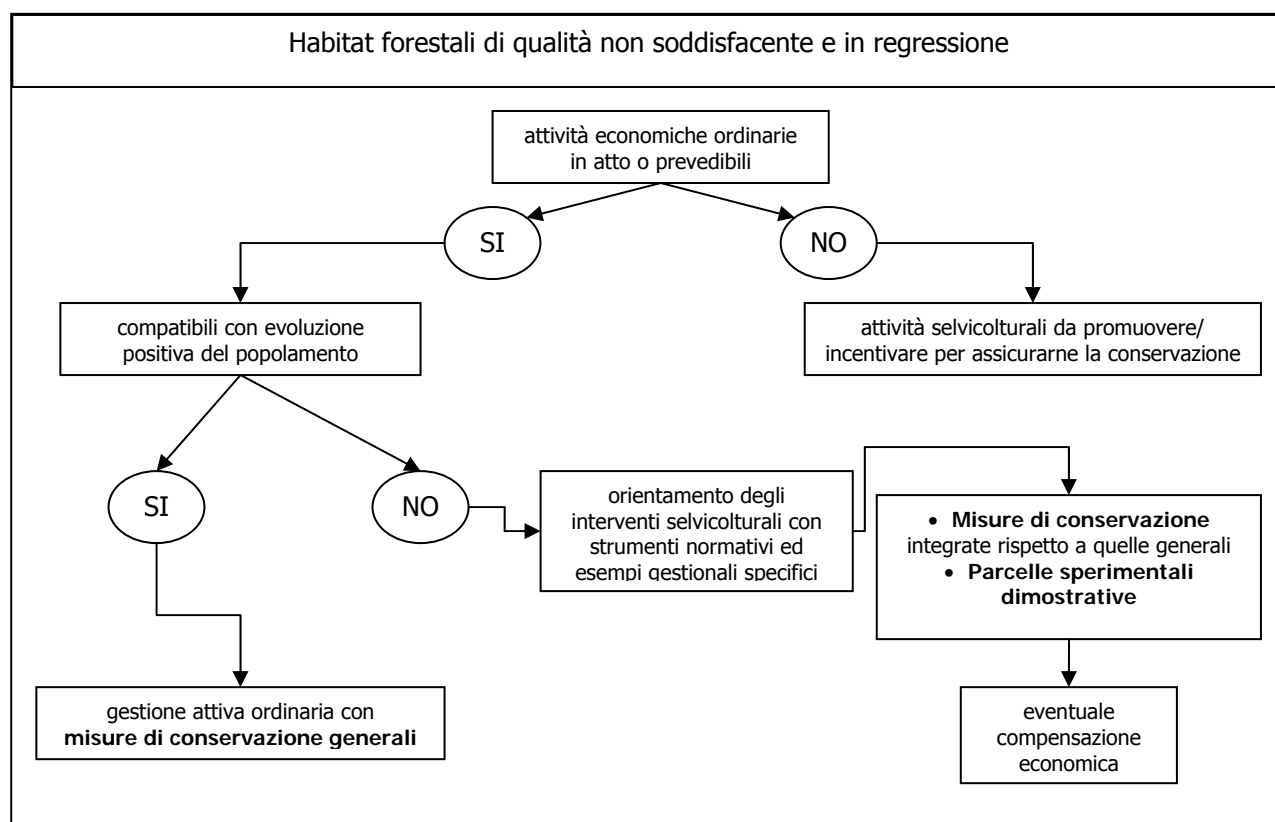 Habitat forestali di qualità non soddisfacente e in regressione
attività economiche ordinarie
in atto o prevedibili
SI
NO
compatibili con evoluzione
positiva del popolamento
attività selvicolturali da promuovere/
incentivare per assicurarne la conservazione
SI
NO
orientamento degli
interventi selvicolturali con
strumenti normativi ed
esempi gestionali specifici
• Misure di conservazione
integrate rispetto a quelle generali
• Parcelle sperimentali
dimostrative
gestione attiva ordinaria con
misure di conservazione generali
eventuale
compensazione
economica